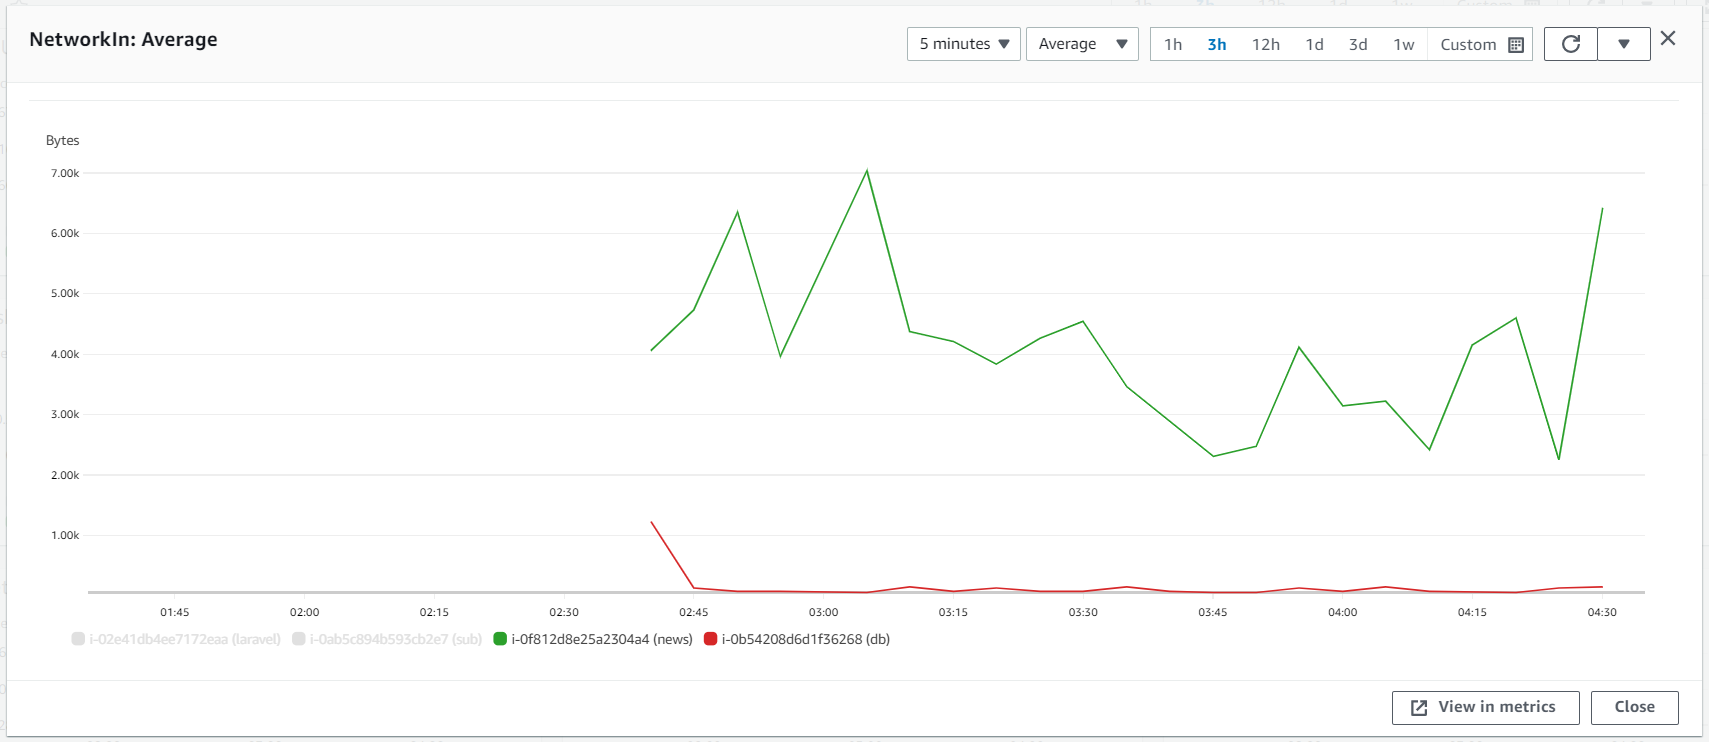 NetworkIn: Average
5 minutes Average 1h 3h 12h 1d 3d 1w Custom
Bytes
7.00k
6.00k
5.00k
4.00k
3.00k
2.00k
1.00k
01:45 02:00 02:15 02:30 02:45 03:00 03:15 03:30 03:45 04:00 04:15 04:30
i-02e41db4ee7172eaa (laravel) i-0ab5c894b593cb2e7 (sub) i-0f812d8e25a2304a4 (news) i-0b54208d6d1f36268 (db)
View in metrics Close